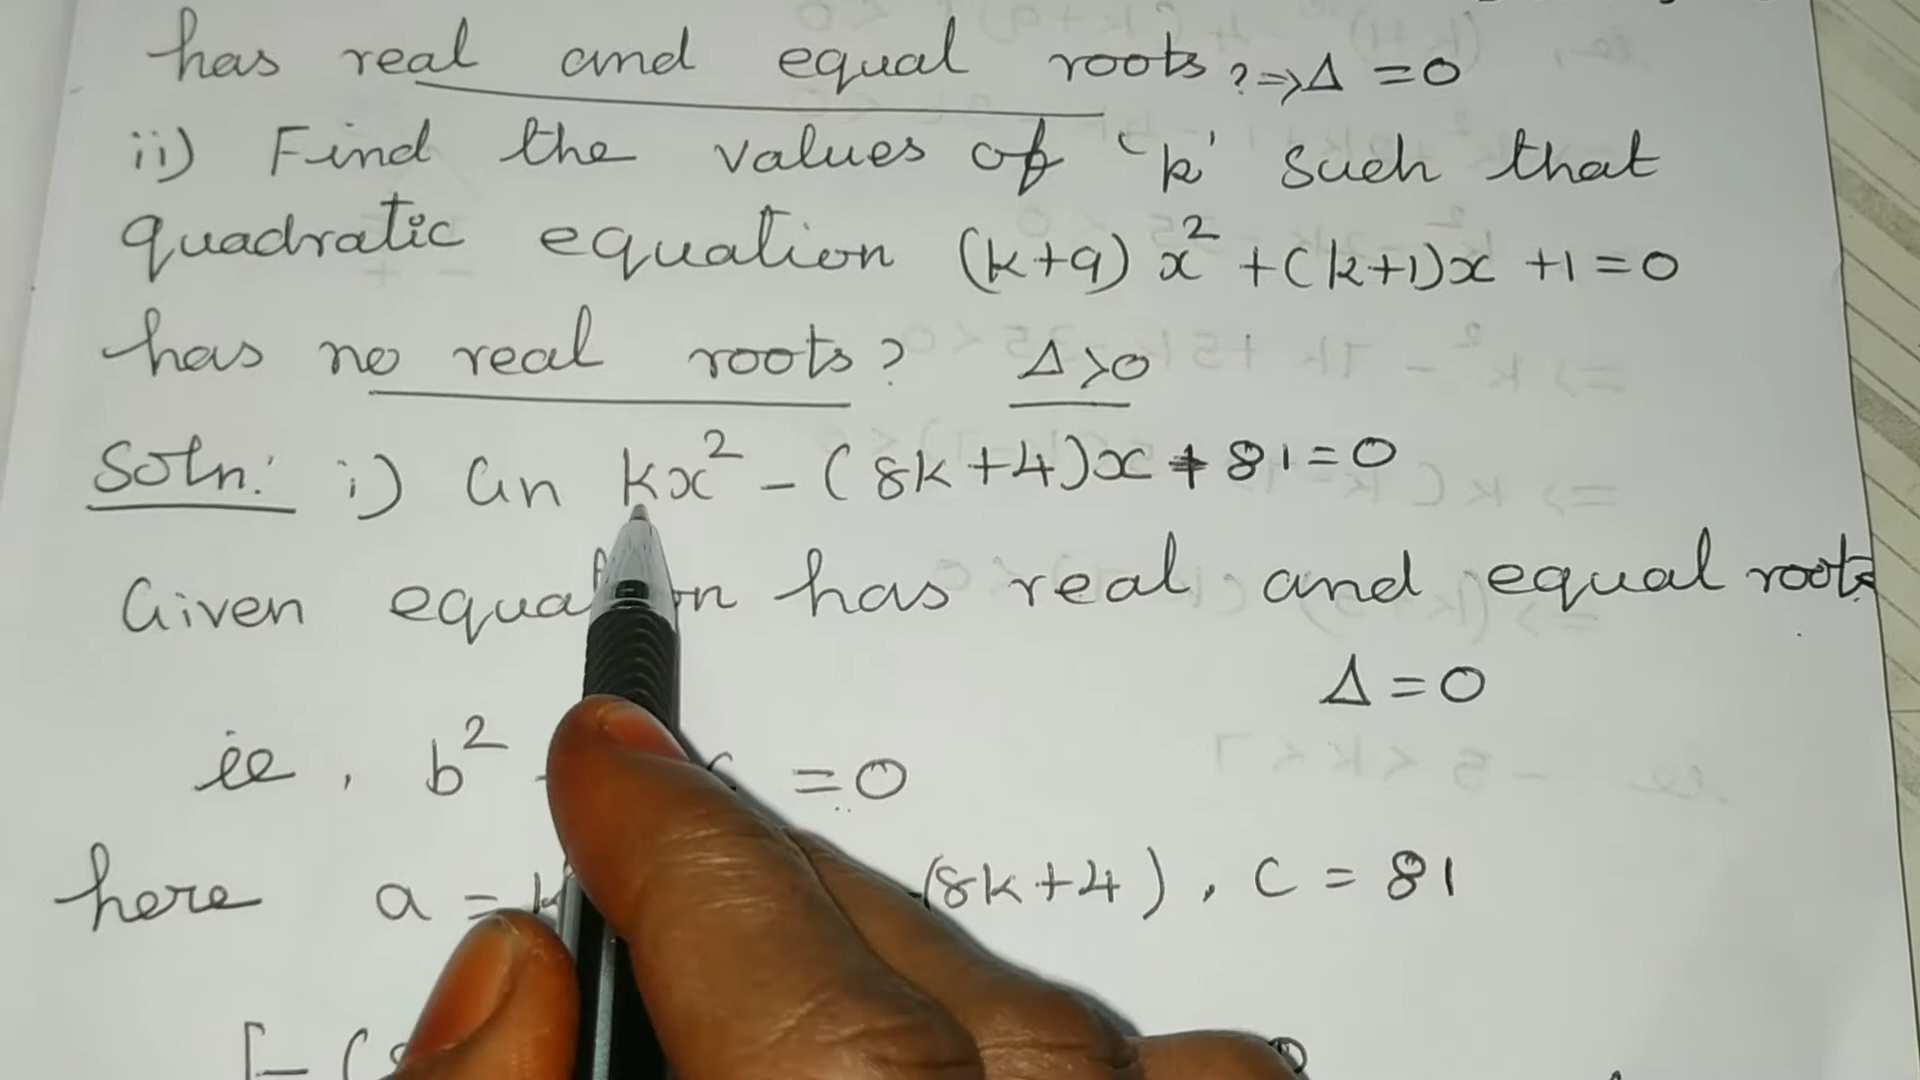 has real and equal roots ? ⇒ Δ = 0
ii) Find the values of 'k' such that
quadratic equation (k+9) x² + (k+1)x + 1 = 0
has no real roots? Δ > 0
Soln: i) Gn kx² - (8k + 4)x + 81 = 0
Given has real and equal roots
Δ = 0
ie, b² = 0
here a = (8k + 4), c = 81